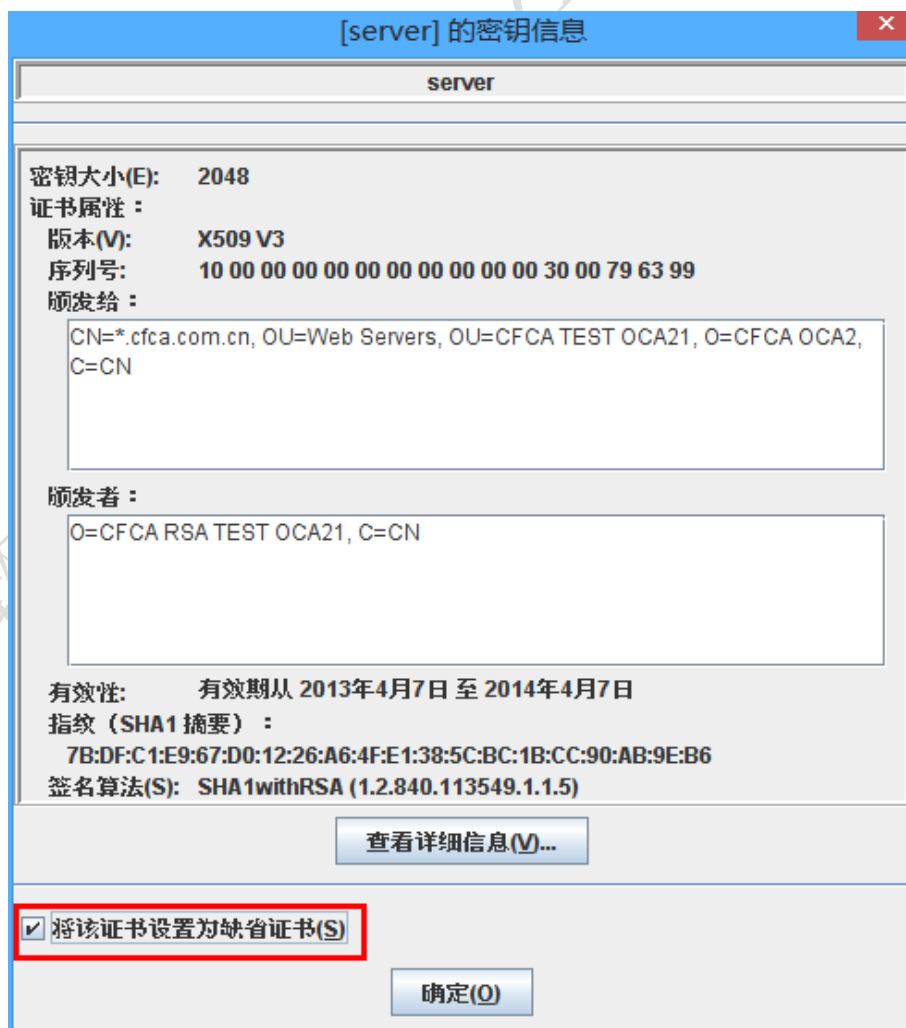 [server] 的密钥信息
server
密钥大小(E): 2048
证书属性：
版本(V): X509 V3
序列号: 10 00 00 00 00 00 00 00 00 00 00 30 00 79 63 99
颁发给：
CN=*.cfca.com.cn, OU=Web Servers, OU=CFCA TEST OCA21, O=CFCA OCA2,
C=CN
颁发者：
O=CFCA RSA TEST OCA21, C=CN
有效性: 有效期从 2013年4月7日 至 2014年4月7日
指纹（SHA1 摘要）：
7B:DF:C1:E9:67:D0:12:26:A6:4F:E1:38:5C:BC:1B:CC:90:AB:9E:B6
签名算法(S): SHA1withRSA (1.2.840.113549.1.1.5)
查看详细信息(V)...
将该证书设置为缺省证书(S)
确定(O)